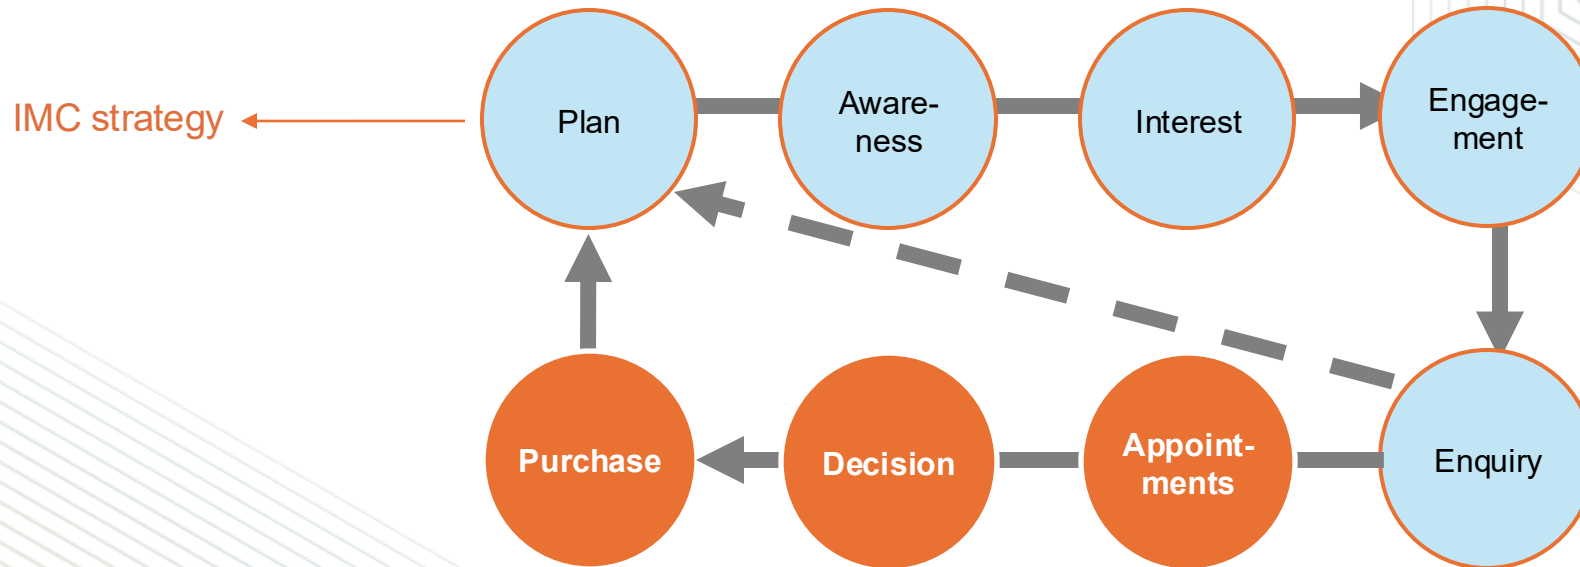 IMC strategy
Plan
Aware-
ness
Interest
Engage-
ment
Purchase
Decision
Appoint-
ments
Enquiry